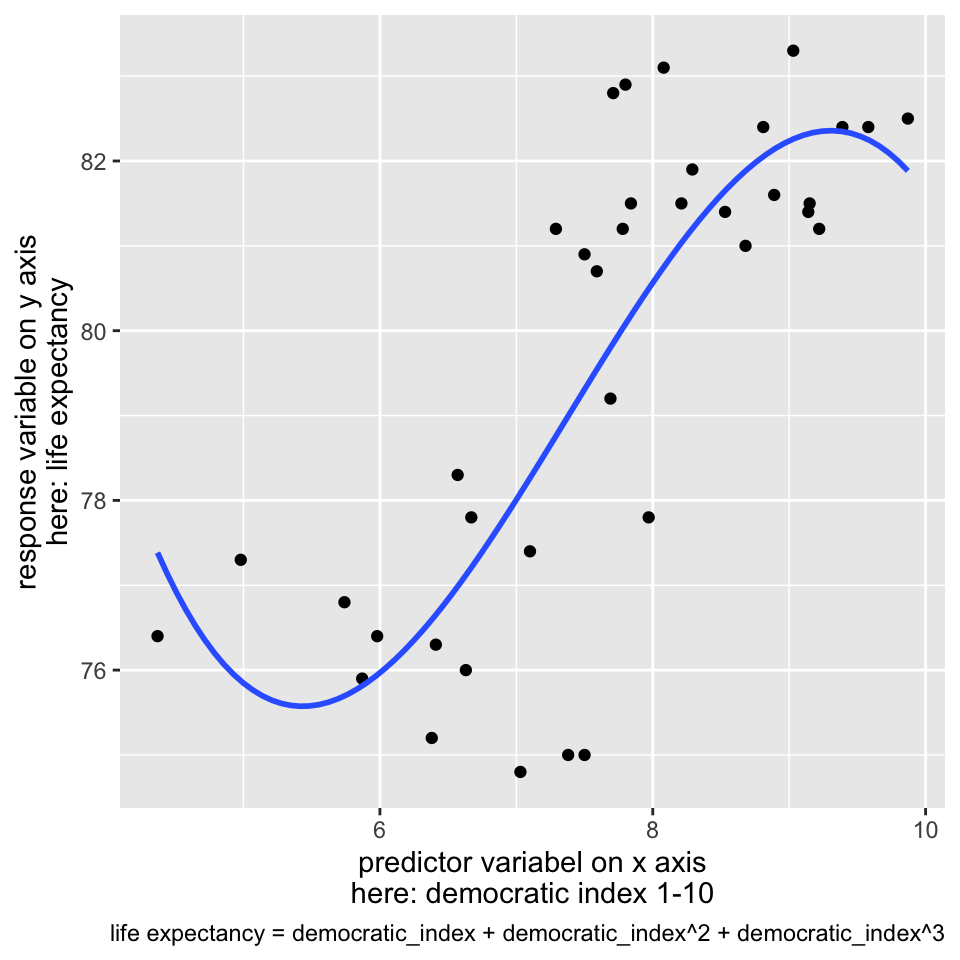 response variable on y axis
here: life expectancy
82
80
78
76
6
8
10
predictor variabel on x axis
here: democratic index 1-10
life expectancy = democratic_index + democratic_index^2 + democratic_index^3